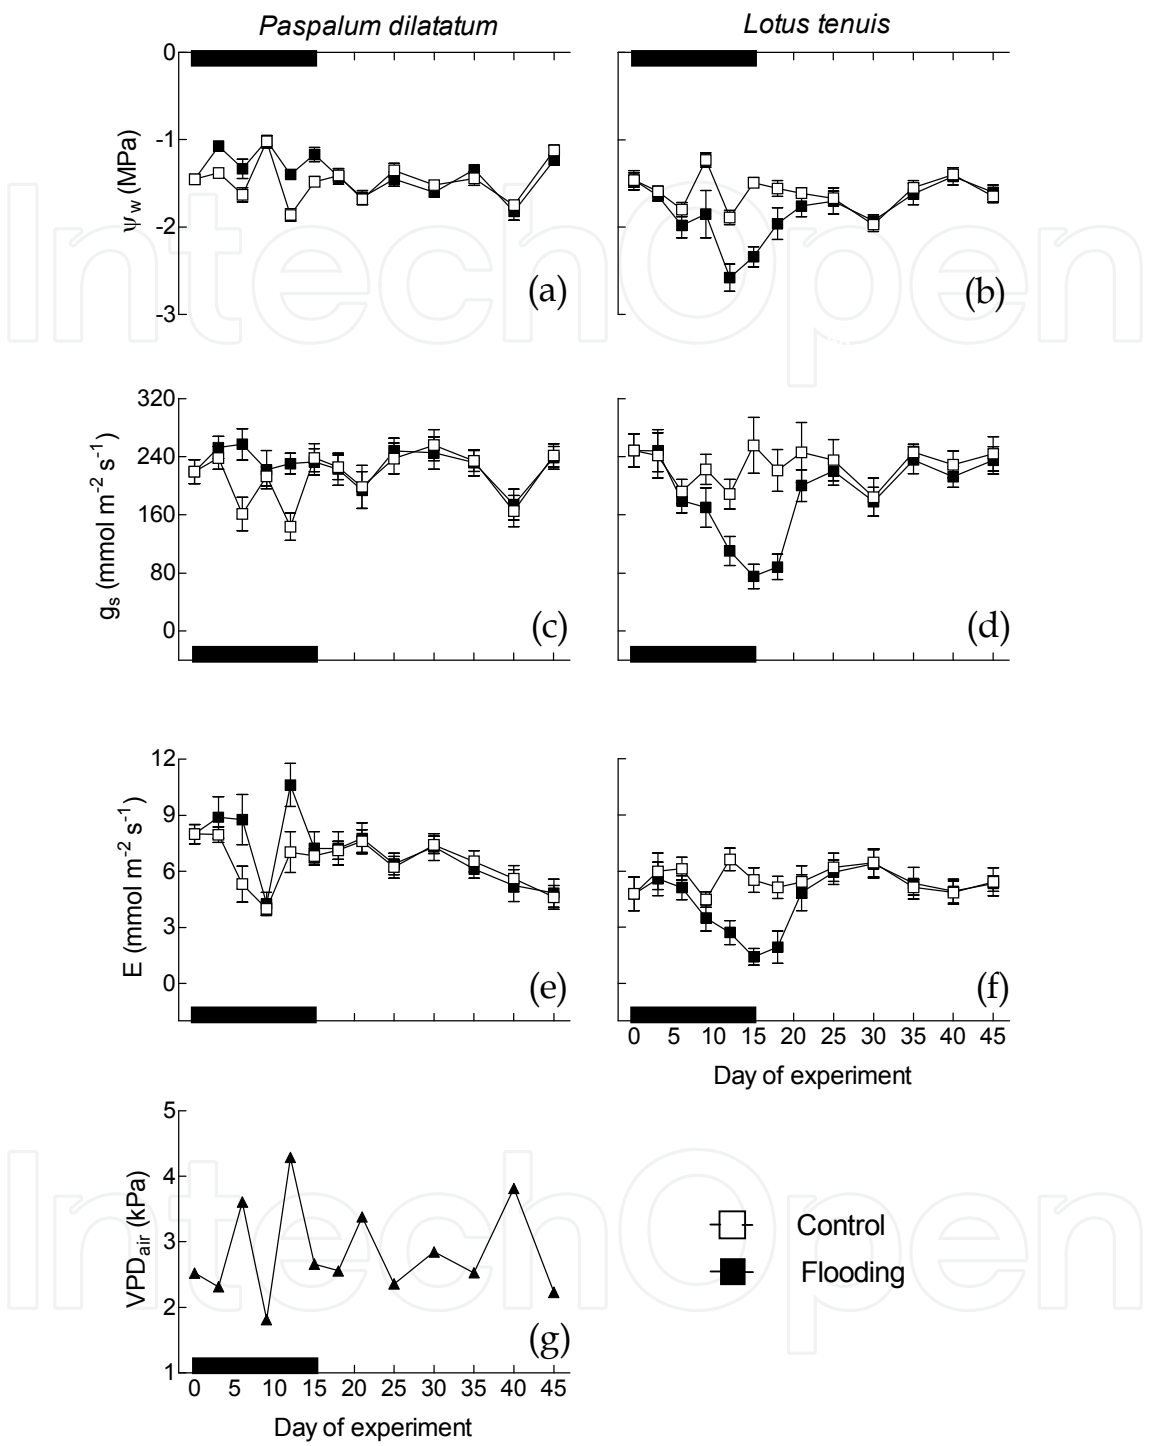 Paspalum dilatatum
Lotus tenuis
0
-1
-2
-3
ψw (MPa)
(a)
(b)
320
240
160
80
0
gs (mmol m-2 s-1)
(c)
(d)
12
9
6
3
0
E (mmol m-2 s-1)
(e)
(f)
0 5 10 15 20 25 30 35 40 45
Day of experiment
5
4
3
2
1
VPDair (kPa)
(g)
0 5 10 15 20 25 30 35 40 45
Day of experiment
Control
Flooding
IntechOpen
IntechOpen